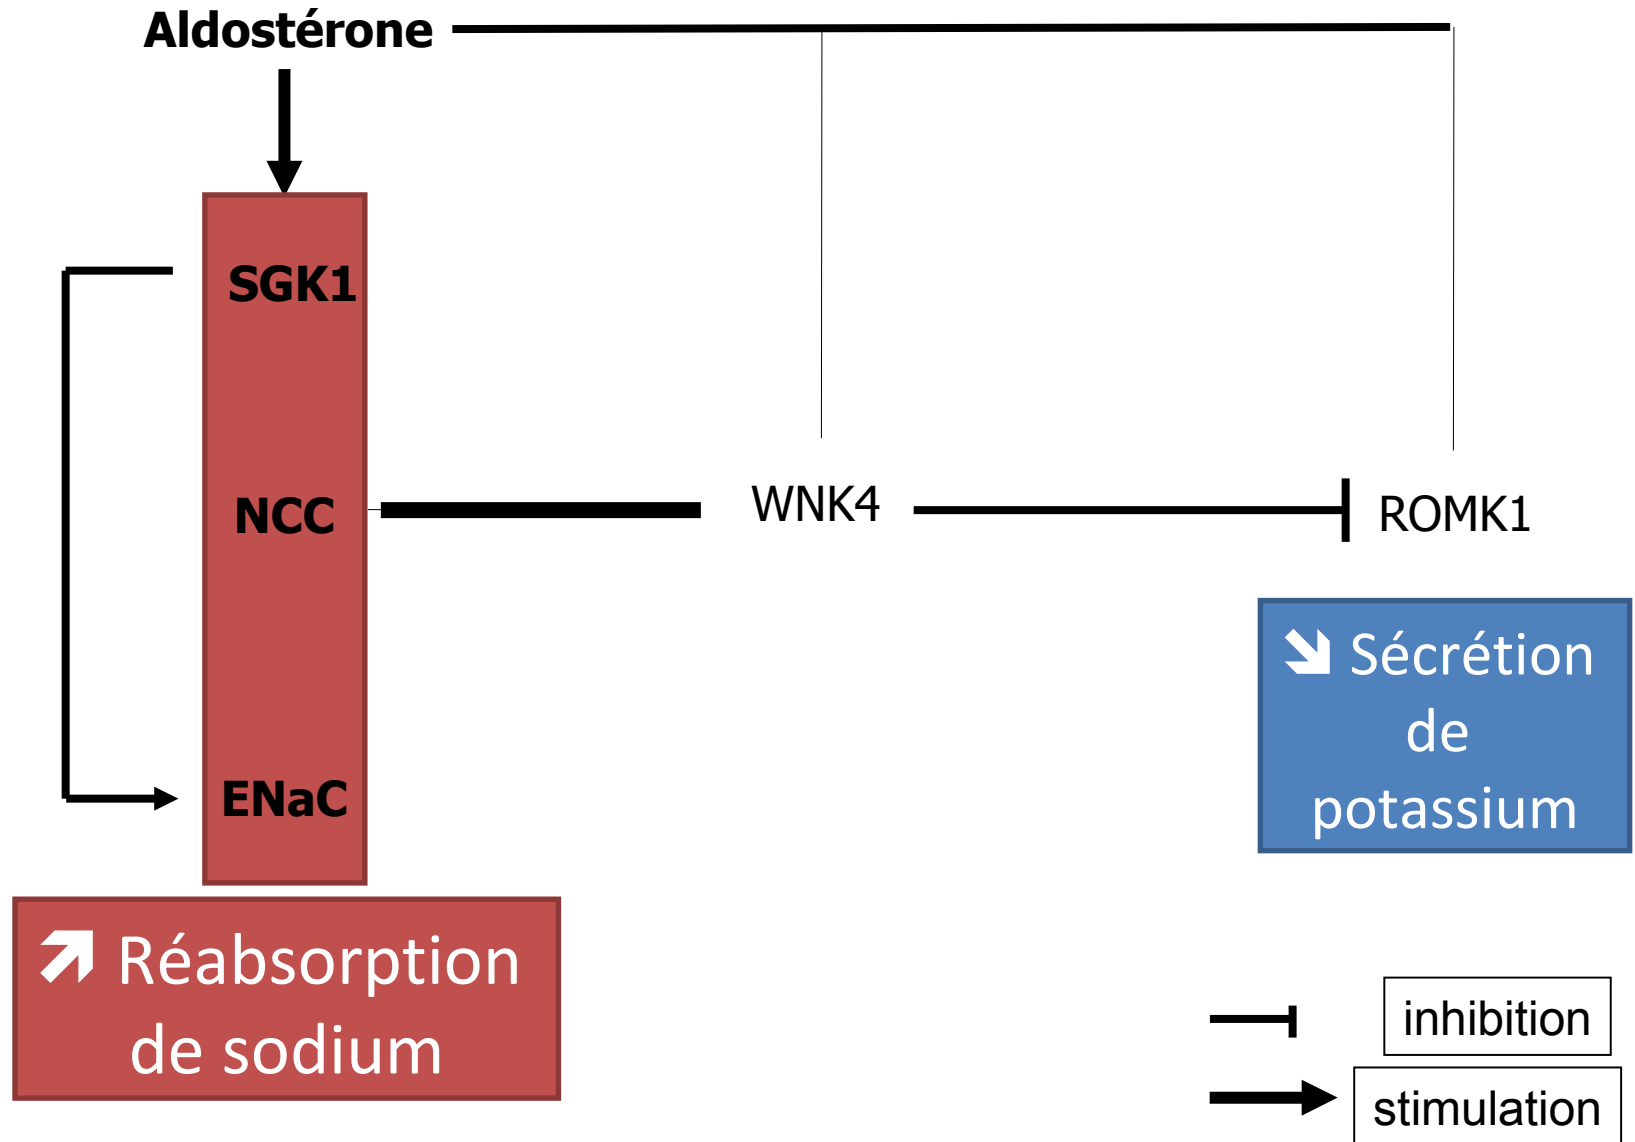 Aldostérone
SGK1
NCC
WNK4
ROMK1
ENaC
➘ Sécrétion
de
potassium
➚ Réabsorption
de sodium
inhibition
stimulation